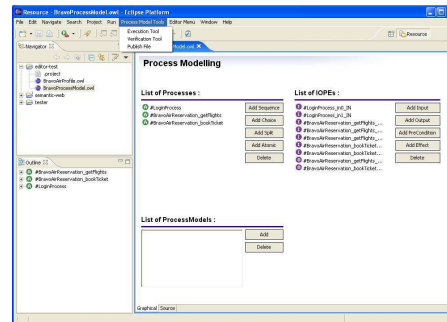 Resource - BravoProcessModel.owl - Eclipse Platform
File Edit Navigate Search Project Run Process Model Tools Editor Menu Window Help
Execution Tool
Verification Tool
Publish File
Resource
Navigator
Model.owl
editor-test
.project
BravoAirProfile.owl
BravoProcessModel.owl
semantic-web
tester
Outline
#BravoAirReservation_getFlights
#BravoAirReservation_bookTicket
#LoginProcess
Process Modelling
List of Processes :
#LoginProcess
#BravoAirReservation_getFlights
#BravoAirReservation_bookTicket
Add Sequence
Add Choice
Add Split
Add Atomic
Delete
List of IOPEs :
#LoginProcess_in0_IN
#LoginProcess_in1_IN
#BravoAirReservation_getFlights_...
#BravoAirReservation_getFlights_...
#BravoAirReservation_getFlights_...
#BravoAirReservation_bookTicket...
#BravoAirReservation_bookTicket...
#BravoAirReservation_getFlights_...
#BravoAirReservation_bookTicket...
Add Input
Add Output
Add PreCondition
Add Effect
Delete
List of ProcessModels :
Add
Delete
Graphical Source